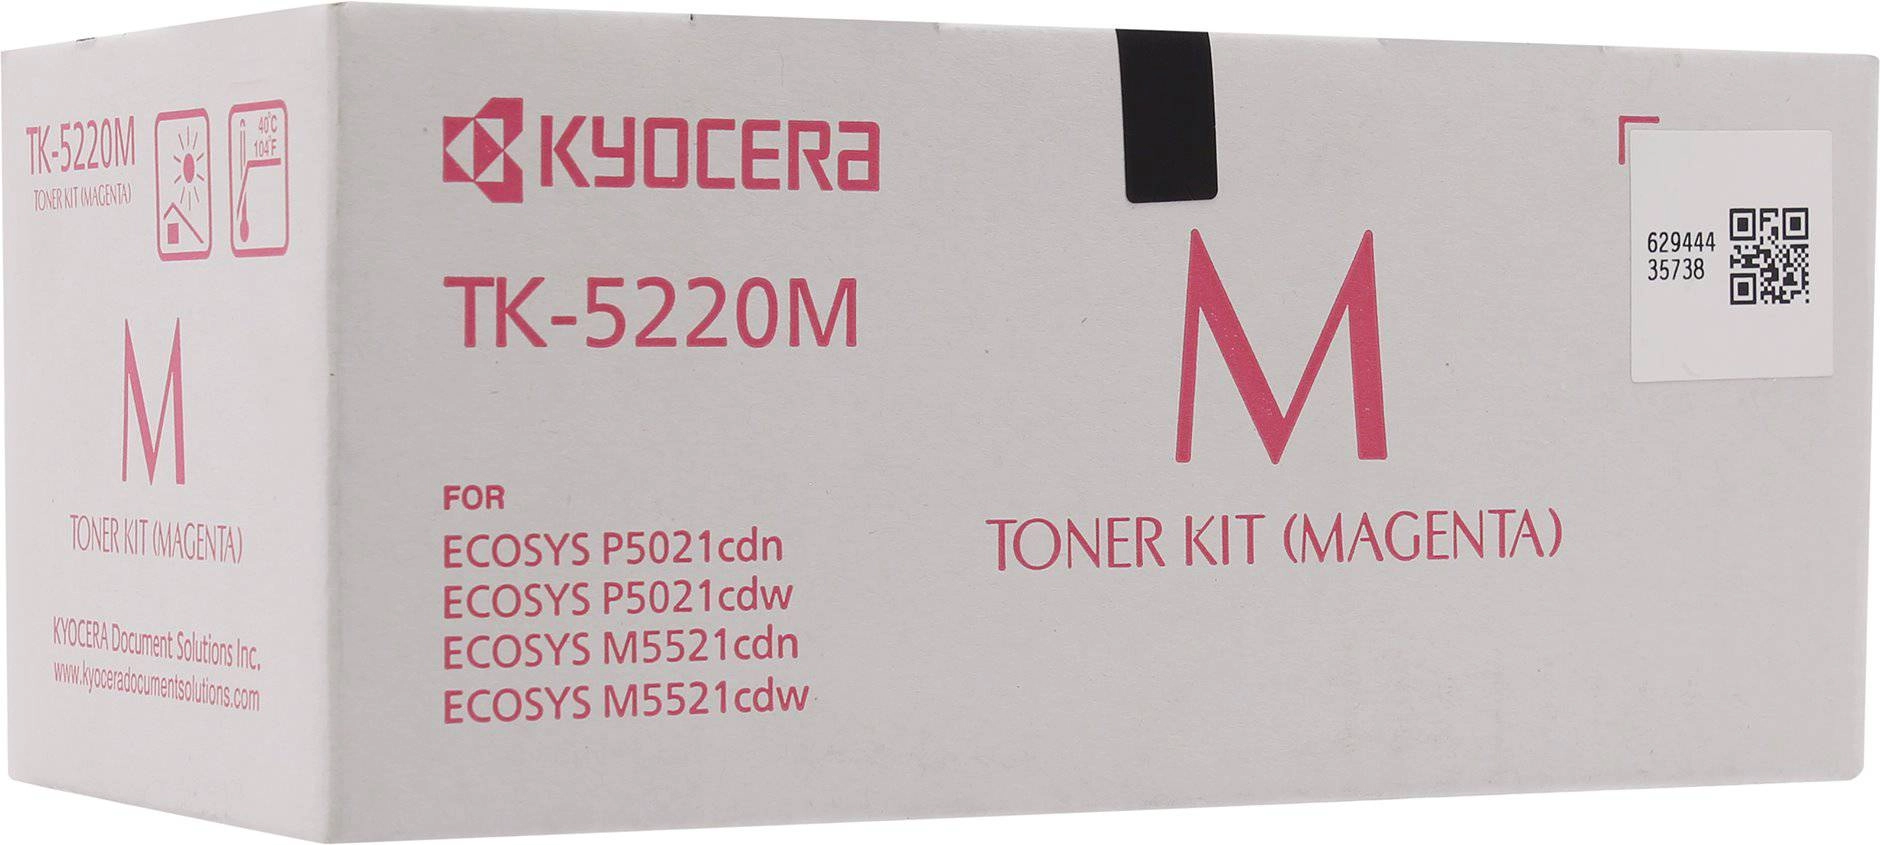 TK-5220M
TONER KIT (MAGENTA)
40°C
104°F
M
TONER KIT (MAGENTA)
KYOCERA Document Solutions Inc.
www.kyoceradocumentsolutions.com
KYOCERA
TK-5220M
FOR
ECOSYS P5021cdn
ECOSYS P5021cdw
ECOSYS M5521cdn
ECOSYS M5521cdw
M
TONER KIT (MAGENTA)
629444
35738